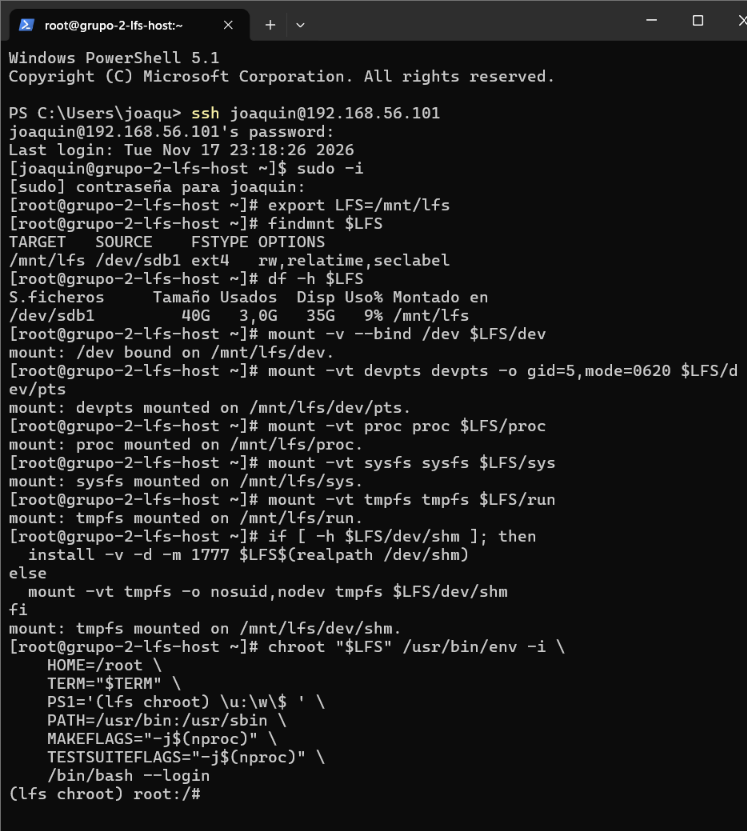 root@grupo-2-lfs-host:~
Windows PowerShell 5.1
Copyright (C) Microsoft Corporation. All rights reserved.
PS C:\Users\joaqu> ssh joaquin@192.168.56.101
joaquin@192.168.56.101's password:
Last login: Tue Nov 17 23:18:26 2026
[joaquin@grupo-2-lfs-host ~]$ sudo -i
[sudo] contraseña para joaquin:
[root@grupo-2-lfs-host ~]# export LFS=/mnt/lfs
[root@grupo-2-lfs-host ~]# findmnt $LFS
TARGET   SOURCE    FSTYPE OPTIONS
/mnt/lfs /dev/sdb1 ext4   rw,relatime,seclabel
[root@grupo-2-lfs-host ~]# df -h $LFS
S.ficheros     Tamaño Usados  Disp Uso% Montado en
/dev/sdb1         40G   3,0G   35G   9% /mnt/lfs
[root@grupo-2-lfs-host ~]# mount -v --bind /dev $LFS/dev
mount: /dev bound on /mnt/lfs/dev.
[root@grupo-2-lfs-host ~]# mount -vt devpts devpts -o gid=5,mode=0620 $LFS/d
ev/pts
mount: devpts mounted on /mnt/lfs/dev/pts.
[root@grupo-2-lfs-host ~]# mount -vt proc proc $LFS/proc
mount: proc mounted on /mnt/lfs/proc.
[root@grupo-2-lfs-host ~]# mount -vt sysfs sysfs $LFS/sys
mount: sysfs mounted on /mnt/lfs/sys.
[root@grupo-2-lfs-host ~]# mount -vt tmpfs tmpfs $LFS/run
mount: tmpfs mounted on /mnt/lfs/run.
[root@grupo-2-lfs-host ~]# if [ -h $LFS/dev/shm ]; then
  install -v -d -m 1777 $LFS$(realpath /dev/shm)
else
  mount -vt tmpfs -o nosuid,nodev tmpfs $LFS/dev/shm
fi
mount: tmpfs mounted on /mnt/lfs/dev/shm.
[root@grupo-2-lfs-host ~]# chroot "$LFS" /usr/bin/env -i \
    HOME=/root \
    TERM="$TERM" \
    PS1='(lfs chroot) \u:\w\$ ' \
    PATH=/usr/bin:/usr/sbin \
    MAKEFLAGS="-j$(nproc)" \
    TESTSUITEFLAGS="-j$(nproc)" \
    /bin/bash --login
(lfs chroot) root:/#